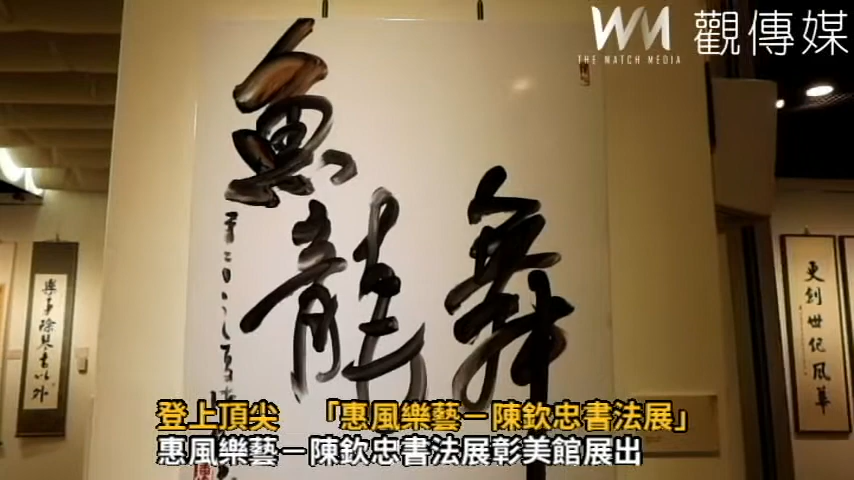 觀傳媒
THE WATCH MEDIA
魚龍舞
更創世紀風華
登上頂尖 「惠風樂藝－陳欽忠書法展」
惠風樂藝－陳欽忠書法展彰美館展出